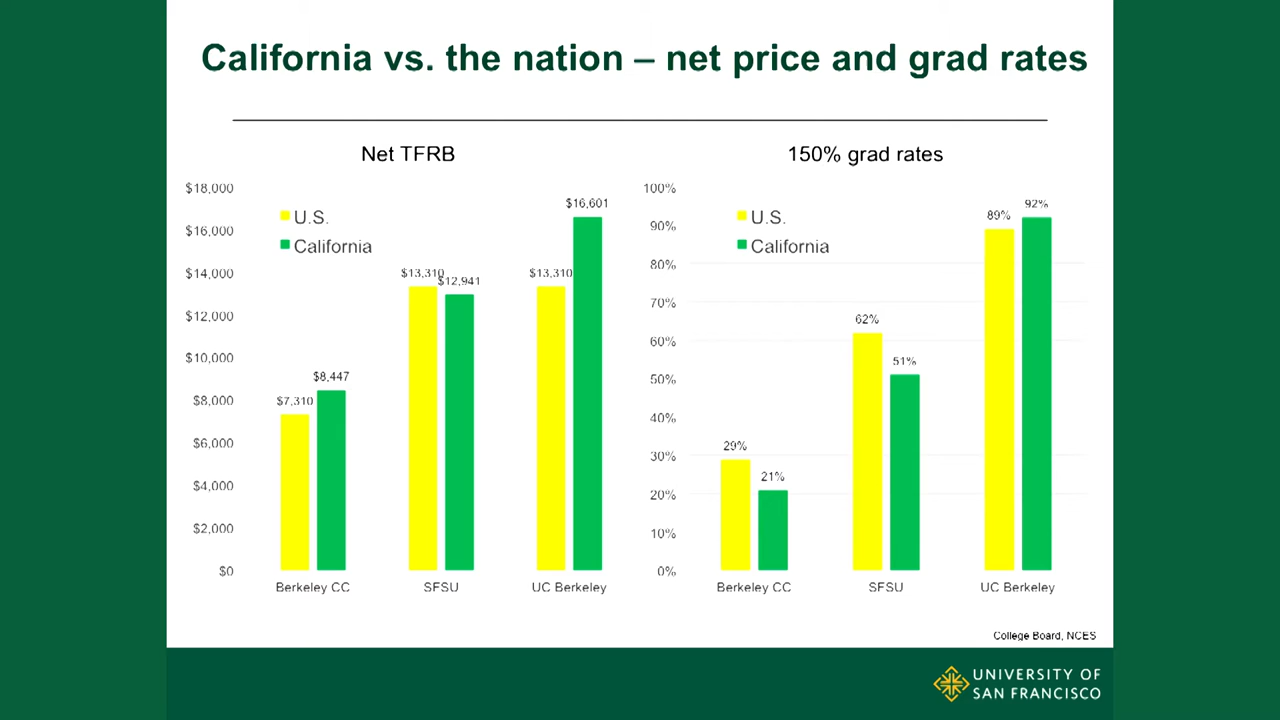 California vs. the nation – net price and grad rates
Net TFRB
$18,000
$16,000
$14,000
$12,000
$10,000
$8,000
$6,000
$4,000
$2,000
$0
U.S.
California
$7,310
$8,447
$13,310
$12,941
$13,310
$16,601
Berkeley CC
SFSU
UC Berkeley
150% grad rates
100%
90%
80%
70%
60%
50%
40%
30%
20%
10%
0%
U.S.
California
29%
21%
62%
51%
89%
92%
Berkeley CC
SFSU
UC Berkeley
College Board, NCES
UNIVERSITY OF
SAN FRANCISCO